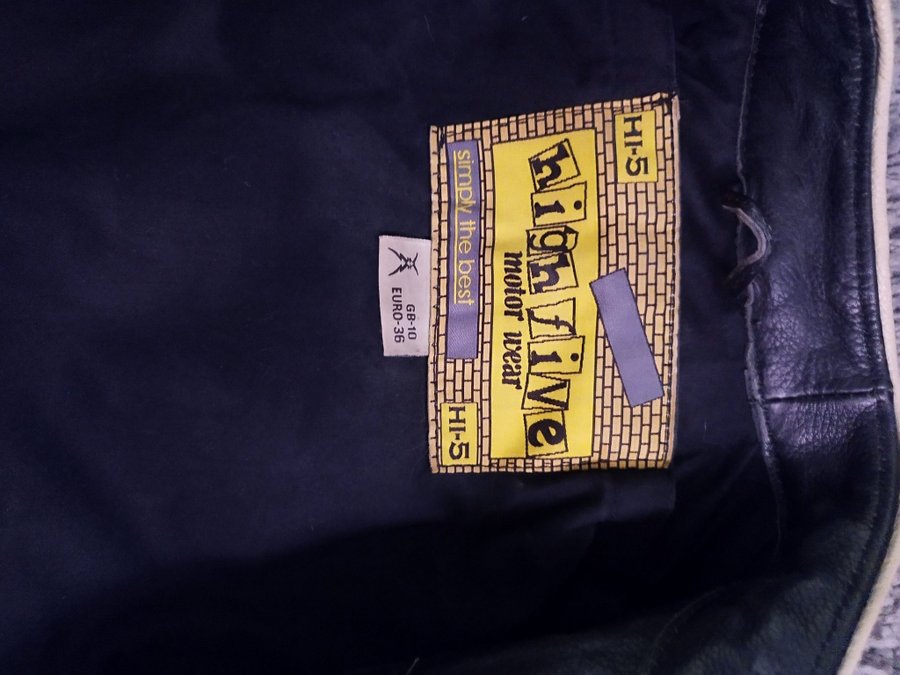 HI-5
high five
motor wear
simply the best
HI-5
GB-10
EURO-36